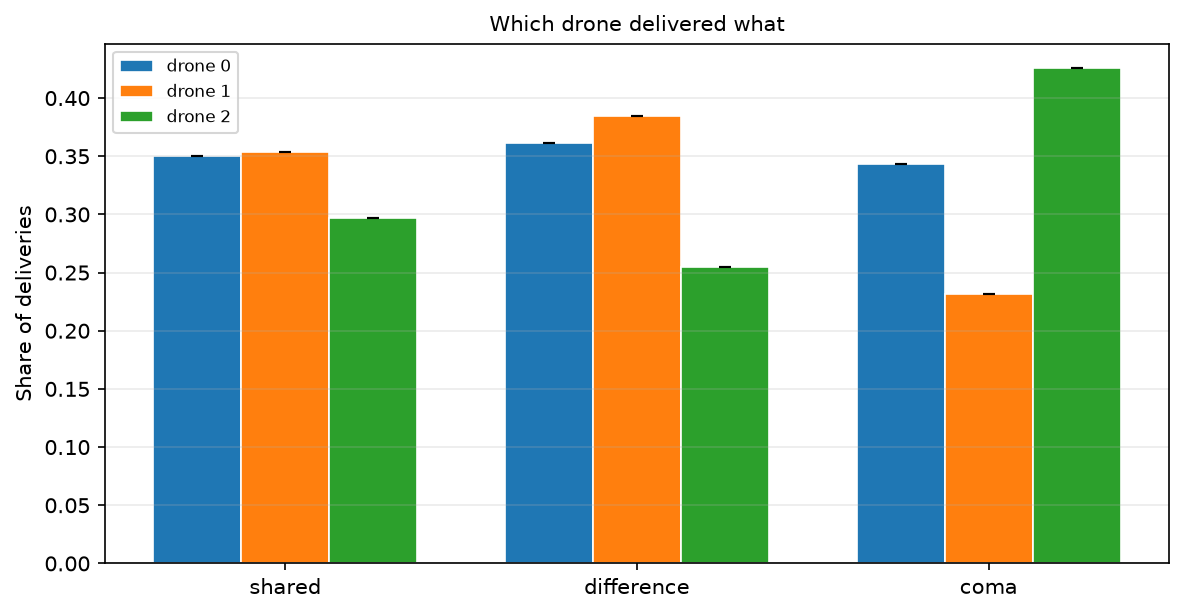 Which drone delivered what
drone 0
drone 1
drone 2
Share of deliveries
0.40
0.35
0.30
0.25
0.20
0.15
0.10
0.05
0.00
shared
difference
coma